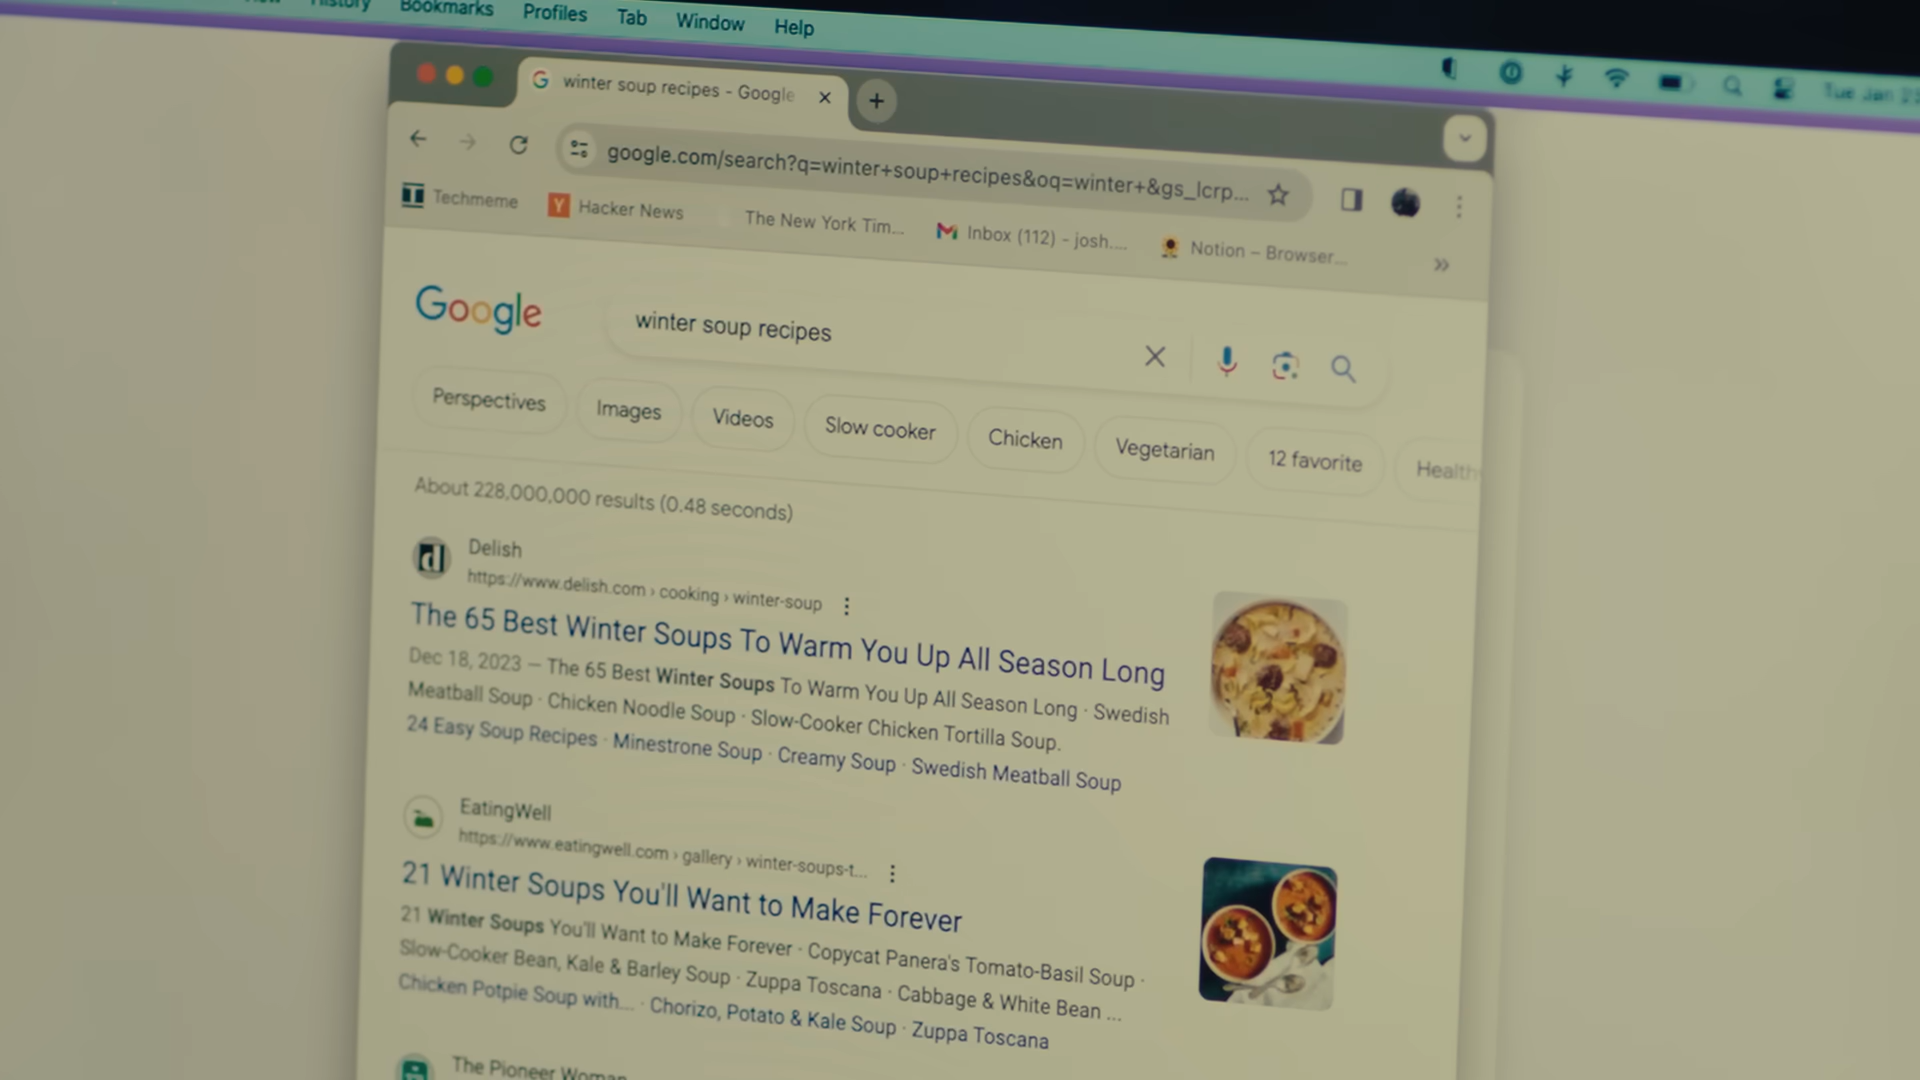 History Bookmarks Profiles Tab Window Help
Tue Jan
winter soup recipes - Google
google.com/search?q=winter+soup+recipes&oq=winter+&gs_lcrp...
Techmeme Hacker News The New York Tim... Inbox (112) - josh.... Notion – Browser...
Google winter soup recipes
Perspectives Images Videos Slow cooker Chicken Vegetarian 12 favorite Health
About 228,000,000 results (0.48 seconds)
Delish
https://www.delish.com › cooking › winter-soup
The 65 Best Winter Soups To Warm You Up All Season Long
Dec 18, 2023 — The 65 Best Winter Soups To Warm You Up All Season Long · Swedish
Meatball Soup · Chicken Noodle Soup · Slow-Cooker Chicken Tortilla Soup.
24 Easy Soup Recipes · Minestrone Soup · Creamy Soup · Swedish Meatball Soup
EatingWell
https://www.eatingwell.com › gallery › winter-soups-t...
21 Winter Soups You'll Want to Make Forever
21 Winter Soups You'll Want to Make Forever · Copycat Panera's Tomato-Basil Soup ·
Slow-Cooker Bean, Kale & Barley Soup · Zuppa Toscana · Cabbage & White Bean ...
Chicken Potpie Soup with... · Chorizo, Potato & Kale Soup · Zuppa Toscana
The Pioneer Woman